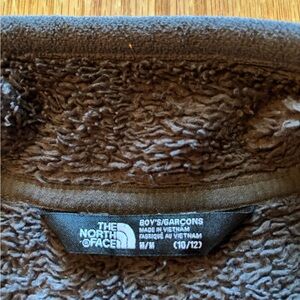 THE
NORTH
FACE
BOY'S/GARÇONS
MADE IN VIETNAM
FABRIQUÉ AU VIETNAM
M/M (10/12)